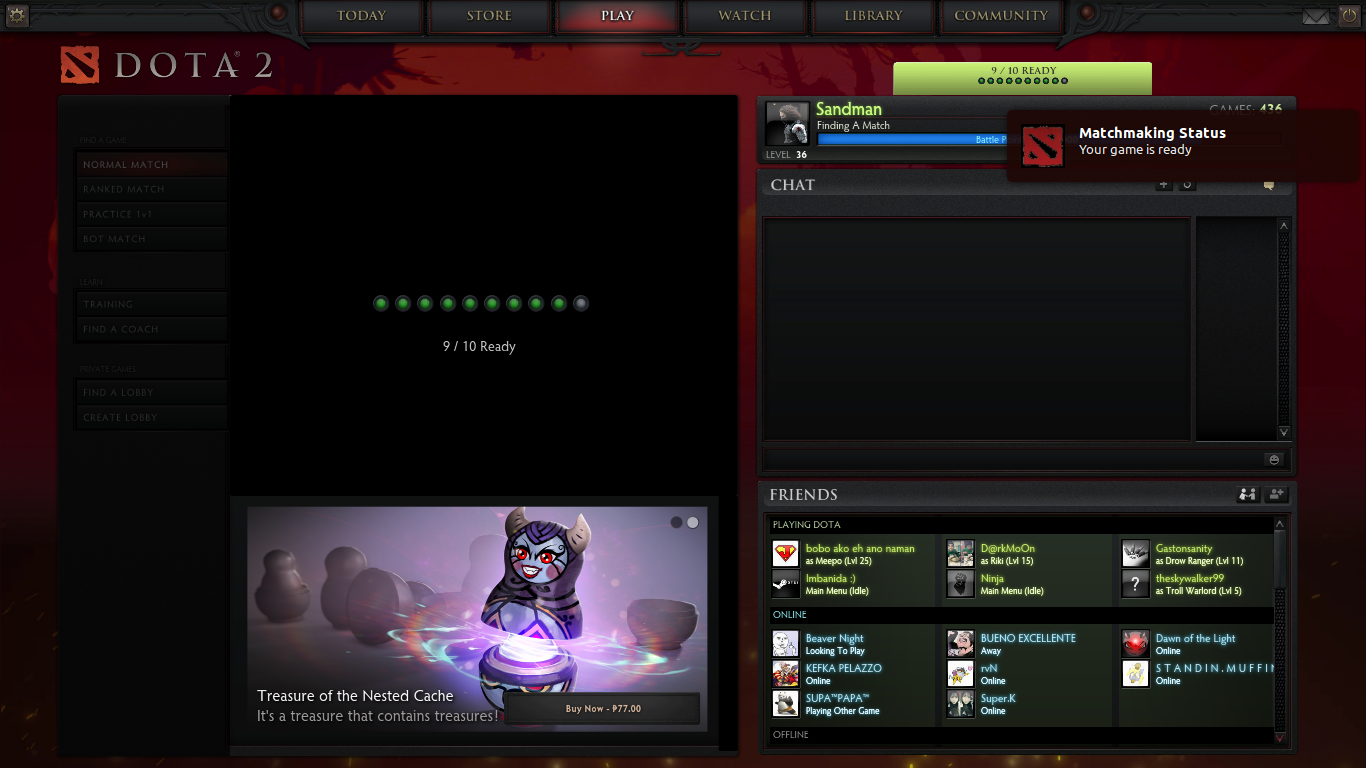 TODAY
STORE
PLAY
WATCH
LIBRARY
COMMUNITY
DOTA 2
9 / 10 READY
Sandman
GAMES: 436
Finding A Match
Battle P
LEVEL 36
Matchmaking Status
Your game is ready
FIND A GAME
NORMAL MATCH
RANKED MATCH
PRACTICE 1v1
BOT MATCH
LEARN
TRAINING
FIND A COACH
PRIVATE GAMES
FIND A LOBBY
CREATE LOBBY
9 / 10 Ready
Treasure of the Nested Cache
It's a treasure that contains treasures!
Buy Now - ₱77.00
CHAT
FRIENDS
PLAYING DOTA
bobo ako eh ano naman
as Meepo (Lvl 25)
D@rkMoOn
as Riki (Lvl 15)
Gastonsanity
as Drow Ranger (Lvl 11)
Imbanida :)
Main Menu (Idle)
Ninja
Main Menu (Idle)
?
theskywalker99
as Troll Warlord (Lvl 5)
ONLINE
Beaver Night
Looking To Play
BUENO EXCELLENTE
Away
Dawn of the Light
Online
KEFKA PELAZZO
Online
rvN
Online
S T A N D I N . M U F F I N
Online
SUPA™PAPA™
Playing Other Game
Super.K
Online
OFFLINE